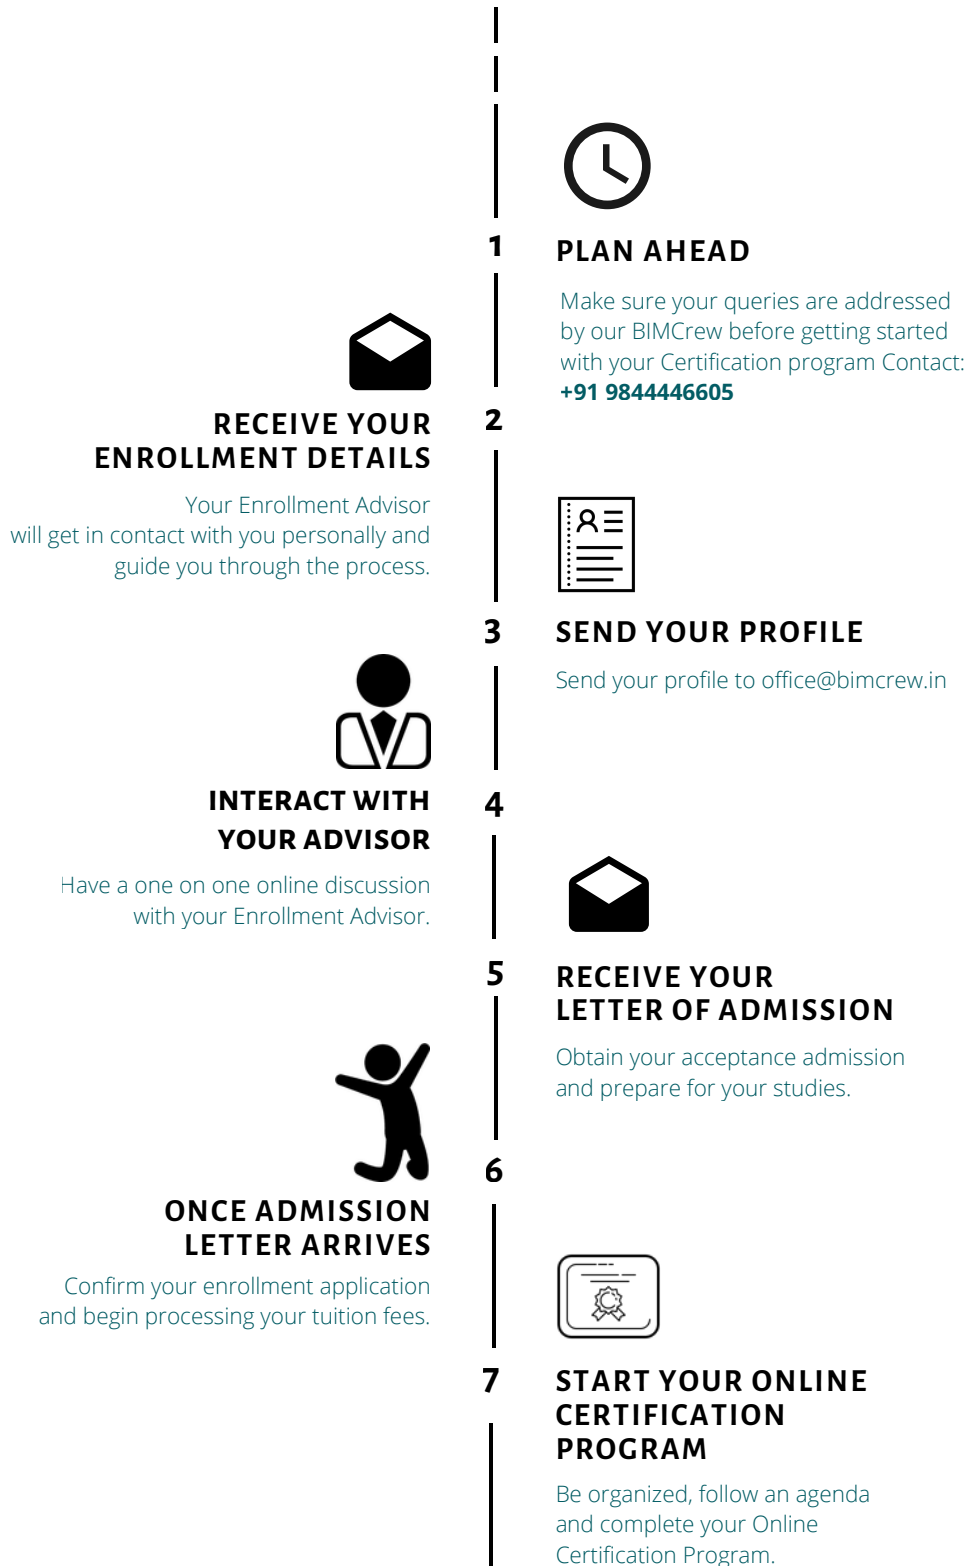 1
PLAN AHEAD
Make sure your queries are addressed
by our BIMCrew before getting started
with your Certification program Contact:
+91 9844446605
2
RECEIVE YOUR
ENROLLMENT DETAILS
Your Enrollment Advisor
will get in contact with you personally and
guide you through the process.
3
SEND YOUR PROFILE
Send your profile to office@bimcrew.in
4
INTERACT WITH
YOUR ADVISOR
Have a one on one online discussion
with your Enrollment Advisor.
5
RECEIVE YOUR
LETTER OF ADMISSION
Obtain your acceptance admission
and prepare for your studies.
6
ONCE ADMISSION
LETTER ARRIVES
Confirm your enrollment application
and begin processing your tuition fees.
7
START YOUR ONLINE
CERTIFICATION
PROGRAM
Be organized, follow an agenda
and complete your Online
Certification Program.